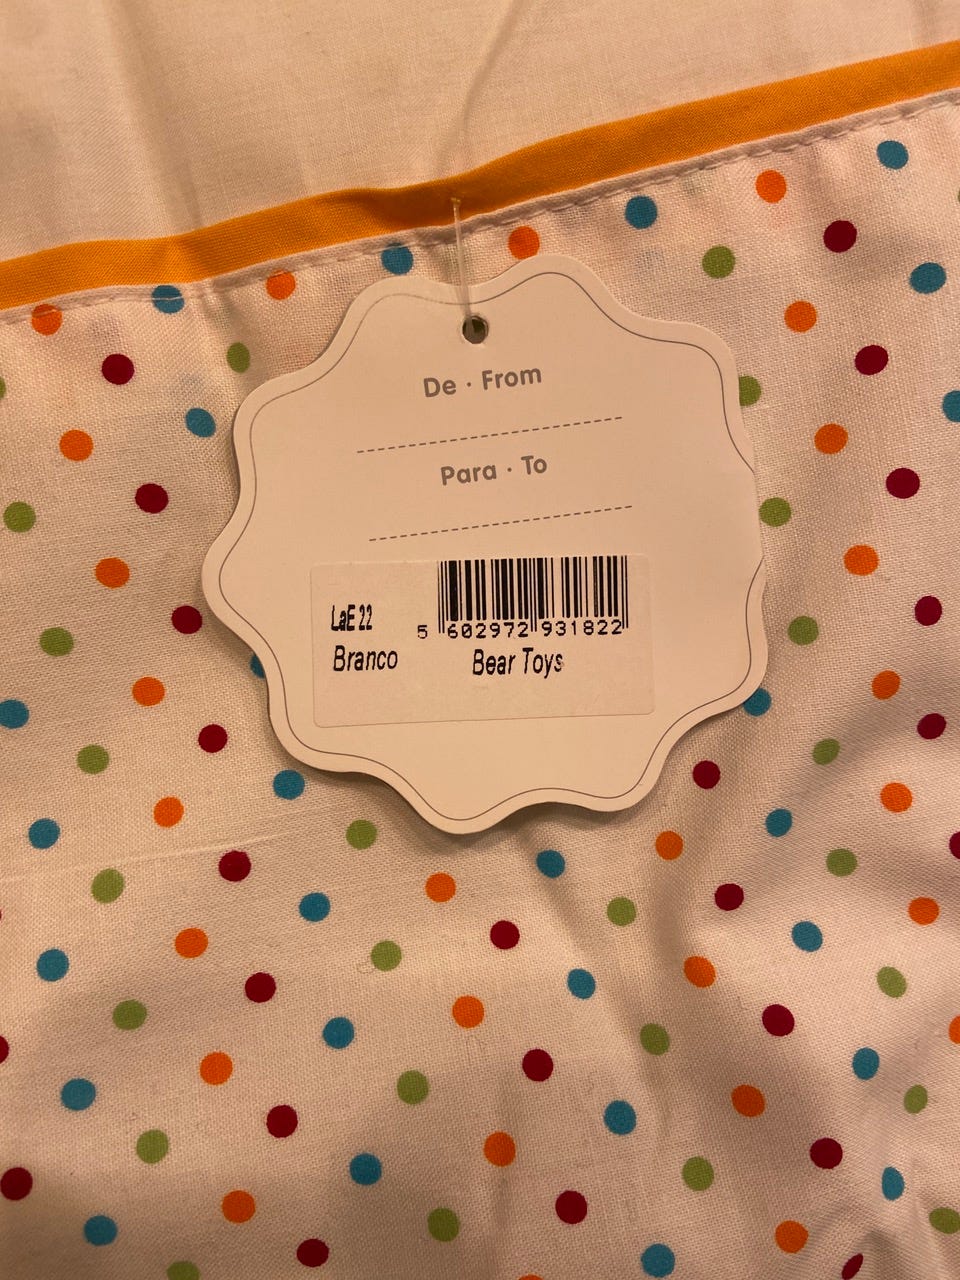 De · From
Para · To
LaE 22
5 602972 931822
Branco
Bear Toys